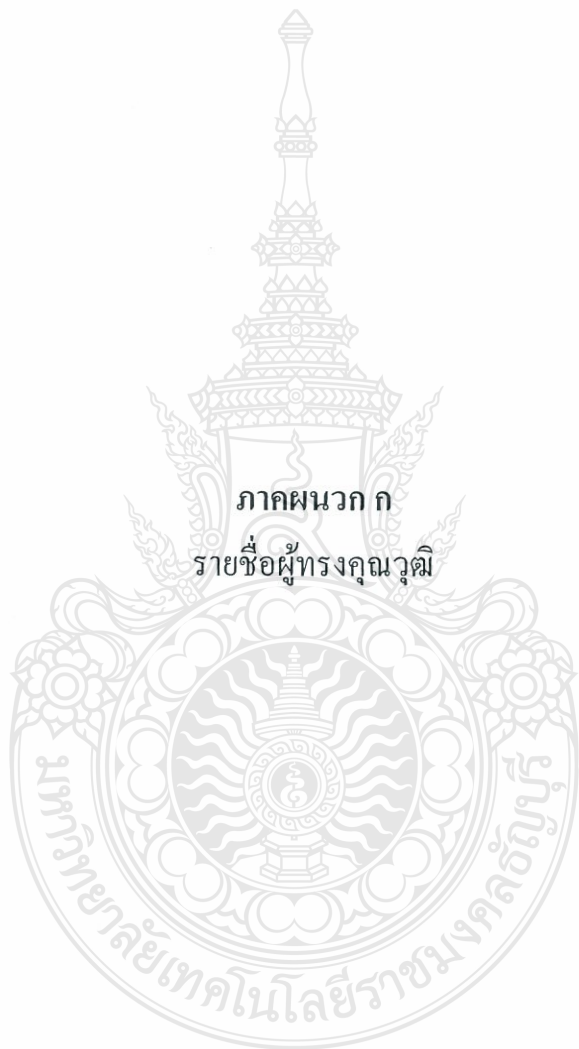 ภาคผนวก ก
รายชื่อผู้ทรงคุณวุฒิ
มหาวิทยาลัยเทคโนโลยีราชมงคลธัญบุรี